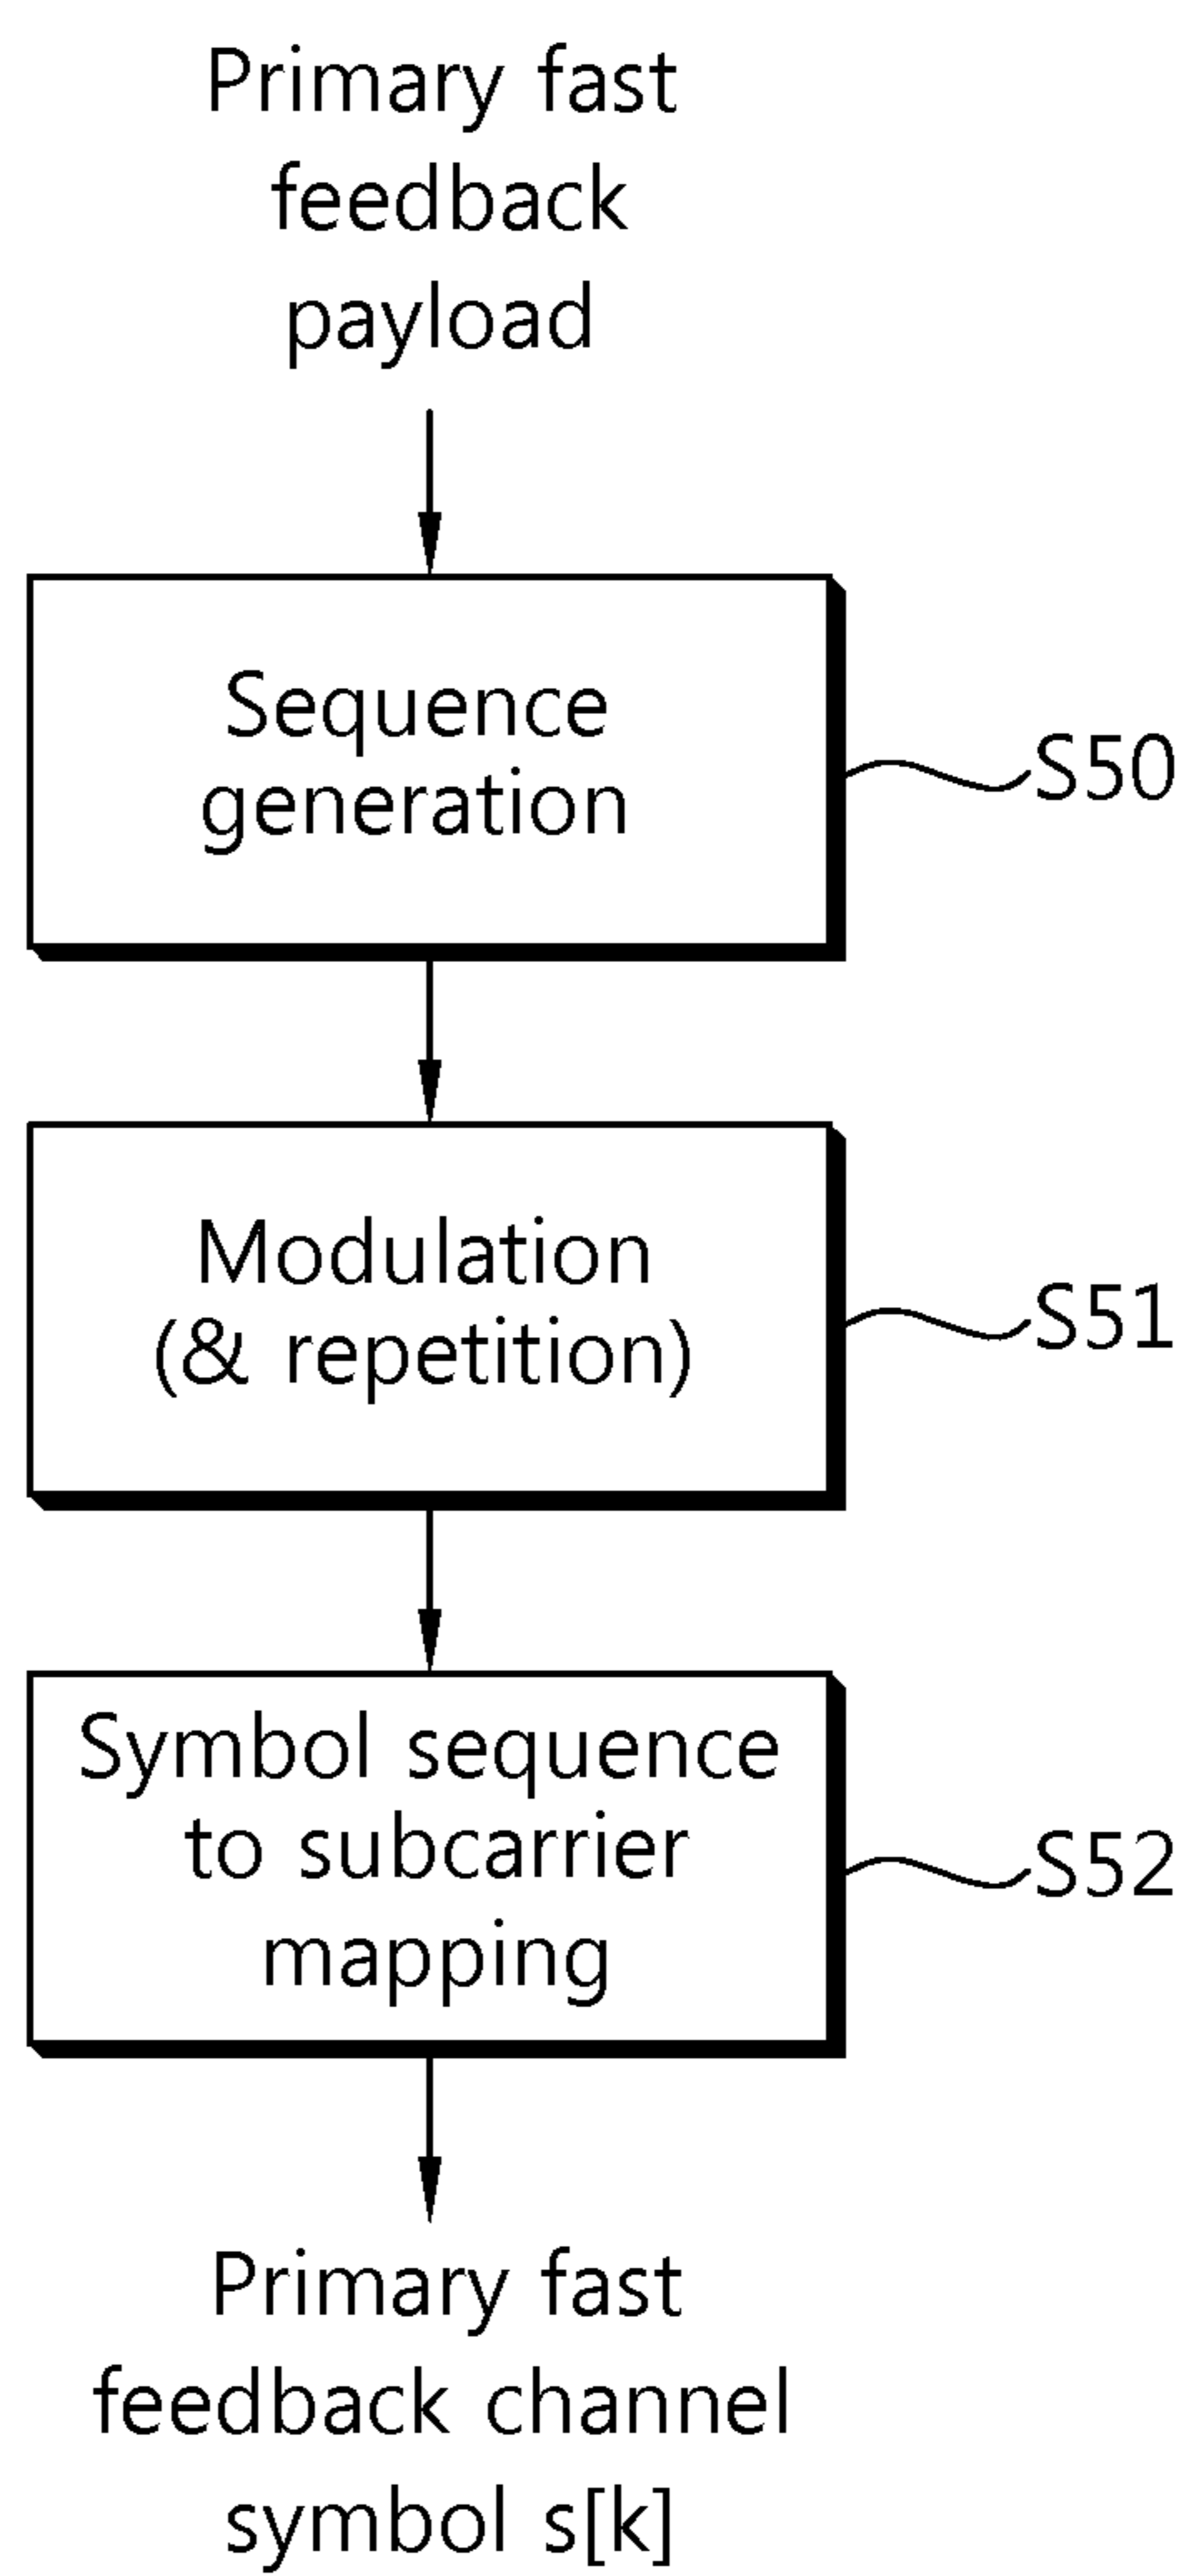 Primary fast
feedback
payload
Sequence
generation
S50
Modulation
(& repetition)
S51
Symbol sequence
to subcarrier
mapping
S52
Primary fast
feedback channel
symbol s[k]